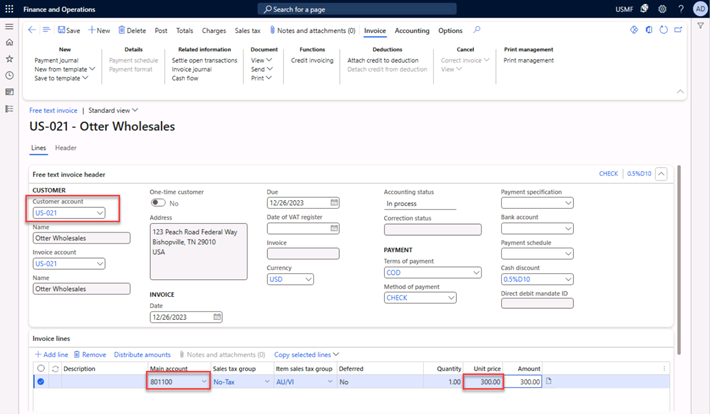 Finance and Operations
Search for a page
USMF
AD
Save
New
Delete
Post
Totals
Charges
Sales tax
Notes and attachments (0)
Invoice
Accounting
Options
New
Payment journal
New from template
Save to template
Details
Payment schedule
Payment format
Related information
Settle open transactions
Invoice journal
Cash flow
Document
View
Send
Print
Functions
Credit invoicing
Deductions
Attach credit to deduction
Detach credit from deduction
Cancel
Correct invoice
View
Print management
Print management
Free text invoice | Standard view
US-021 - Otter Wholesales
Lines Header
Free text invoice header
CHECK 0.5%D10
CUSTOMER
Customer account
US-021
Name
Otter Wholesales
Invoice account
US-021
Name
Otter Wholesales
One-time customer
No
Address
123 Peach Road Federal Way
Bishopville, TN 29010
USA
INVOICE
Date
12/26/2023
Due
12/26/2023
Date of VAT register
Invoice
Currency
USD
Accounting status
In process
Correction status
PAYMENT
Terms of payment
COD
Method of payment
CHECK
Payment specification
Bank account
Payment schedule
Cash discount
0.5%D10
Direct debit mandate ID
Invoice lines
+ Add line
Remove
Distribute amounts
Notes and attachments (0)
Copy selected lines
Description Main account Sales tax group Item sales tax group Deferred Quantity Unit price Amount
801100 No-Tax AU/VI No 1.00 300.00 300.00